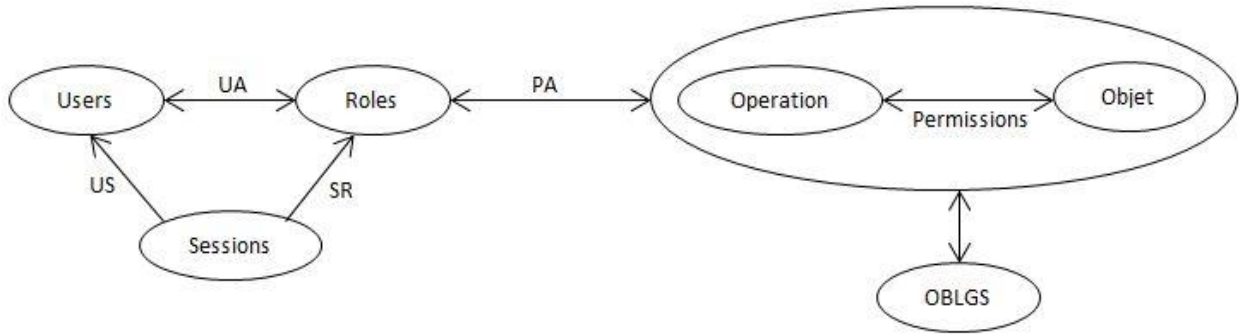 Users
UA
Roles
PA
Operation
Permissions
Objet
US
SR
Sessions
OBLGS